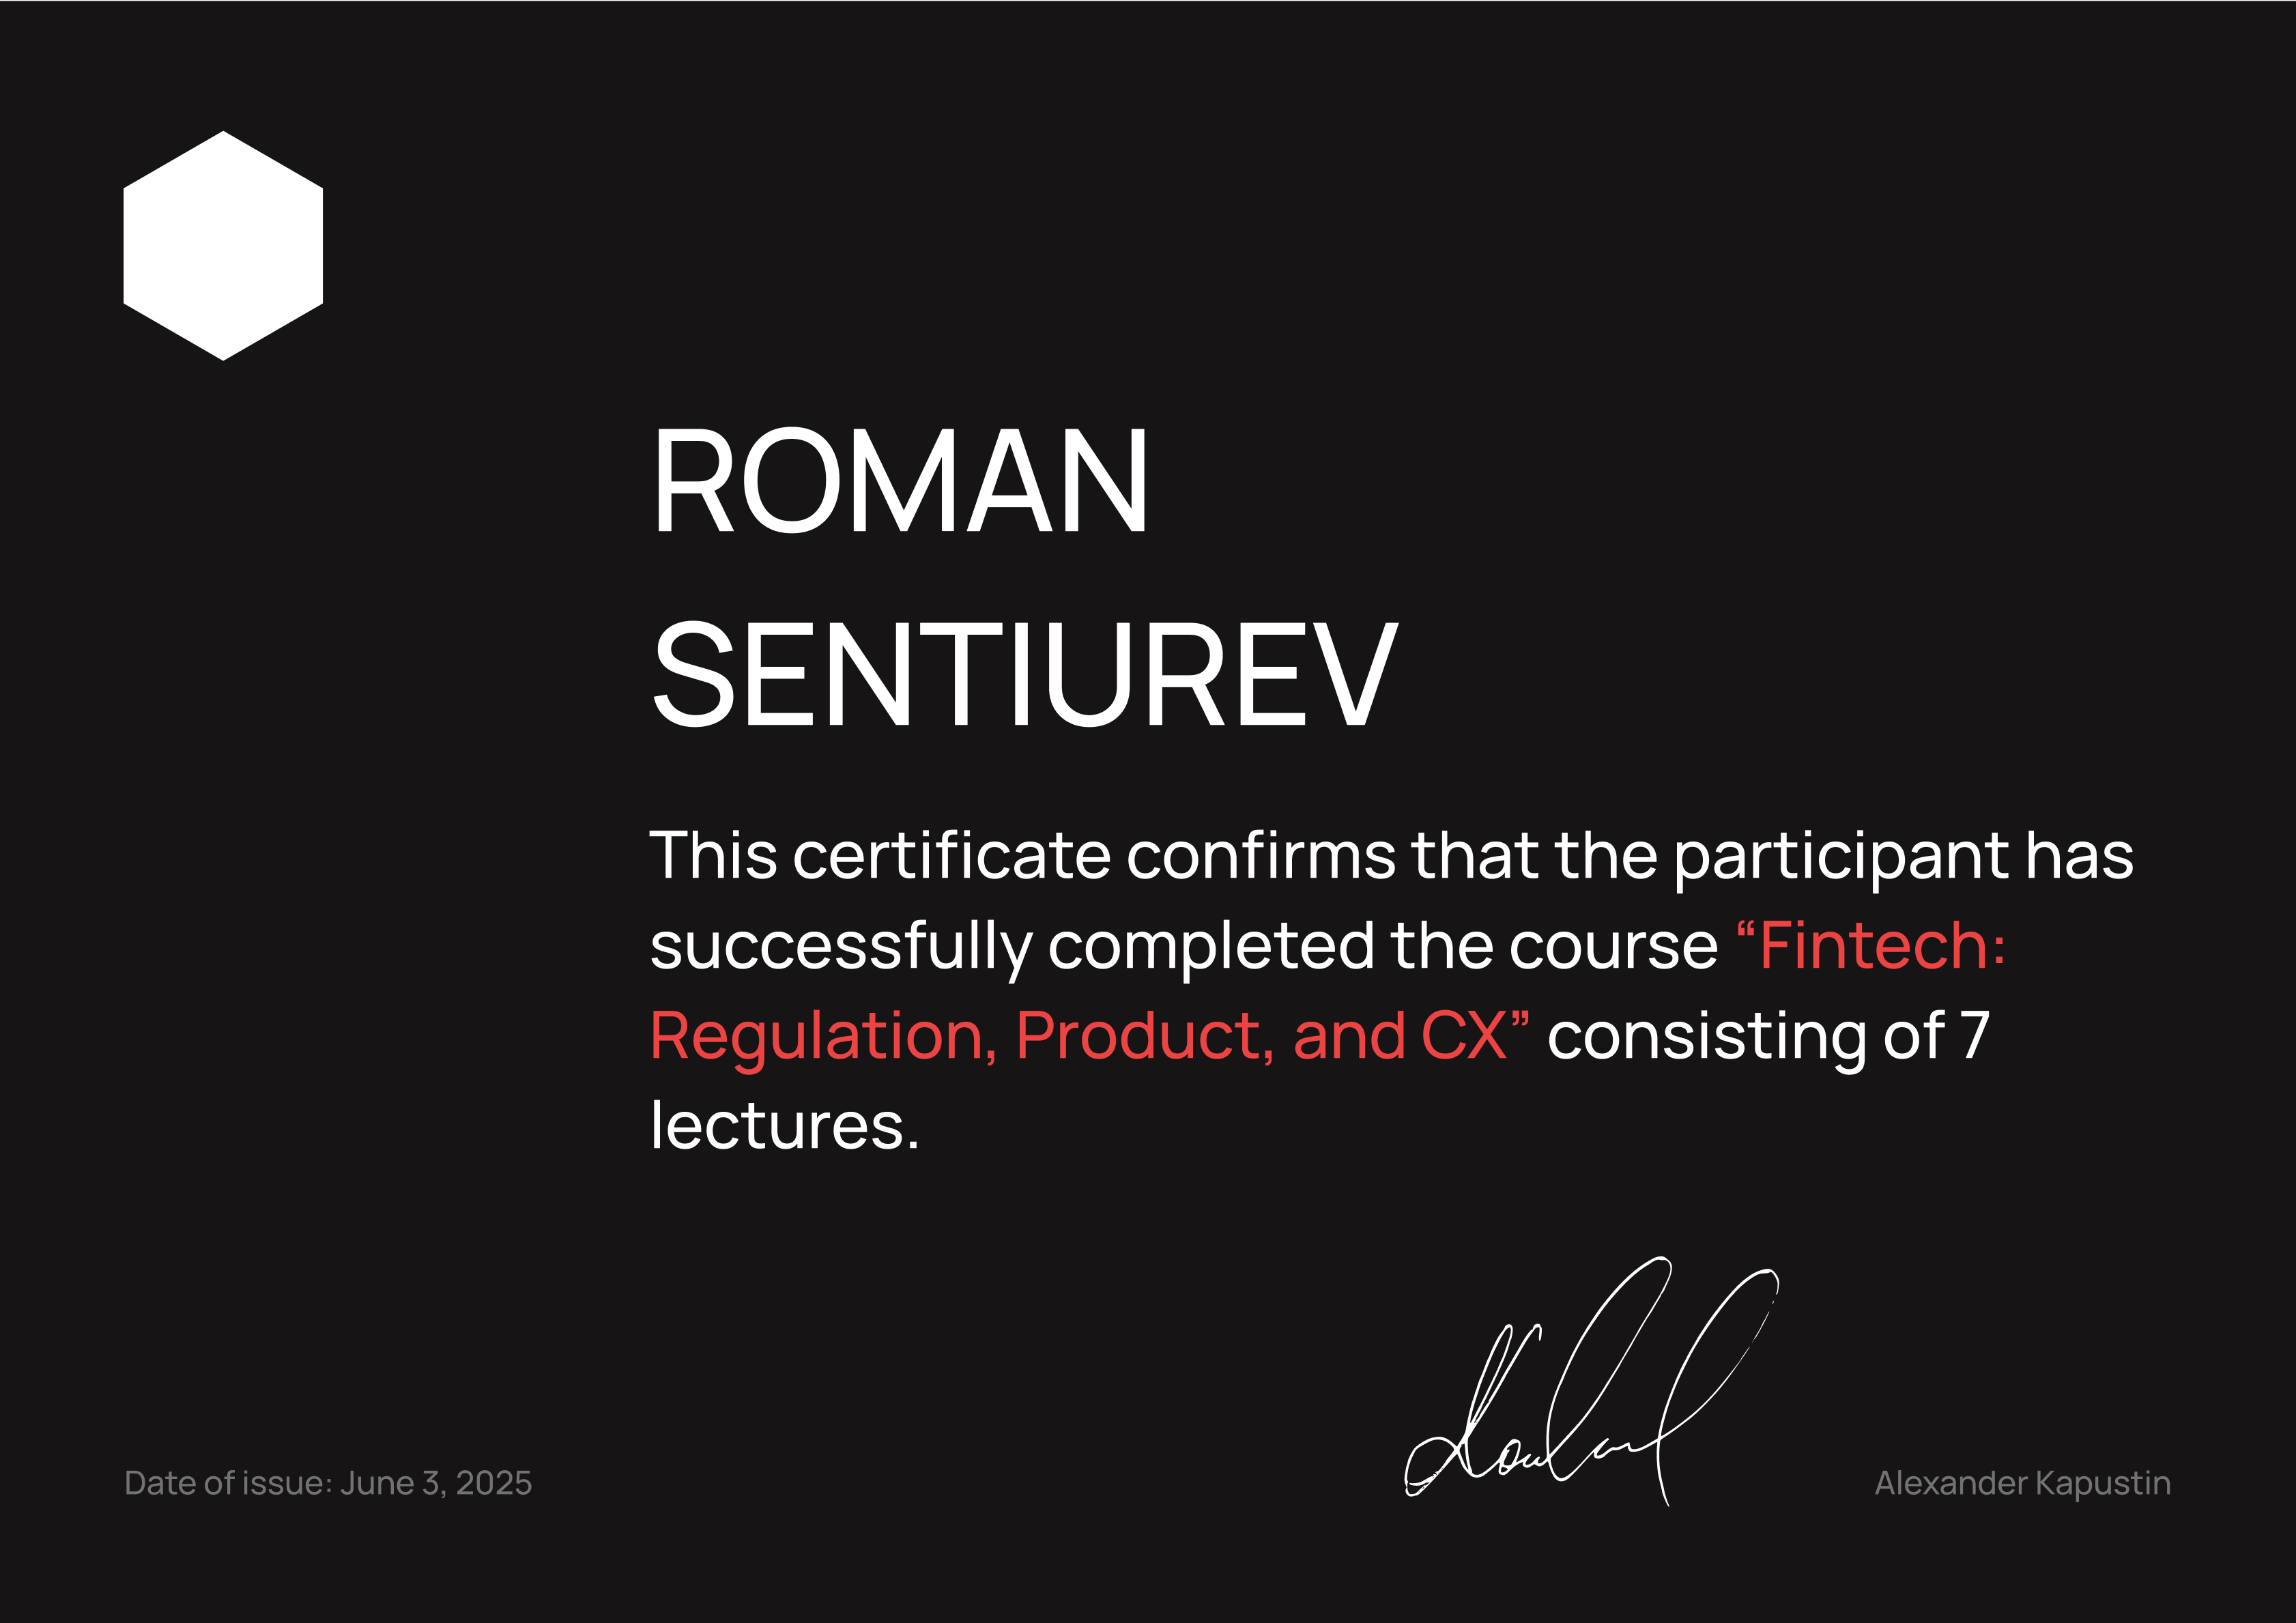 ROMAN
SENTIUREV
This certificate confirms that the participant has
successfully completed the course “Fintech:
Regulation, Product, and CX” consisting of 7
lectures.
Date of issue: June 3, 2025
Alexander Kapustin